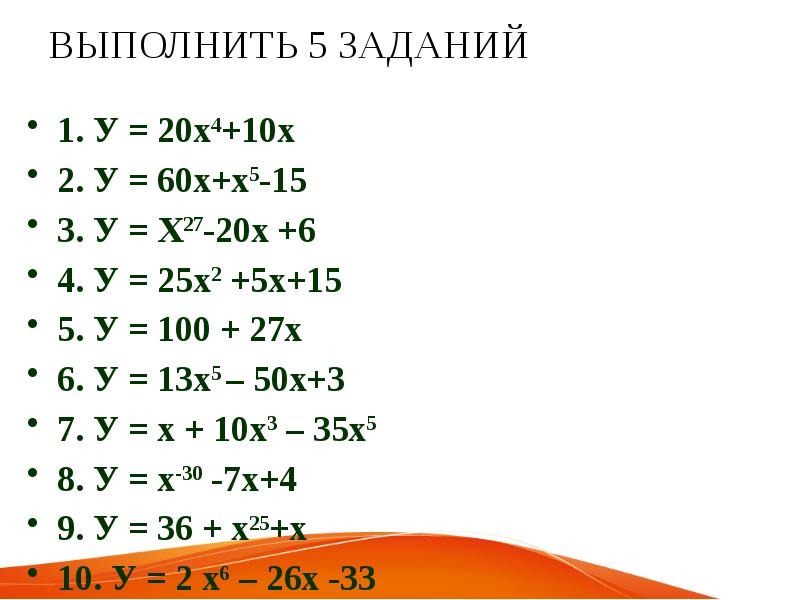 ВЫПОЛНИТЬ 5 ЗАДАНИЙ
• 1. У = 20х⁴+10х
• 2. У = 60х+х⁵-15
• 3. У = Х²⁷-20х +6
• 4. У = 25х² +5х+15
• 5. У = 100 + 27х
• 6. У = 13х⁵ – 50х+3
• 7. У = х + 10х³ – 35х⁵
• 8. У = х⁻³⁰ -7х+4
• 9. У = 36 + х²⁵+х
• 10. У = 2 х⁶ – 26х -33